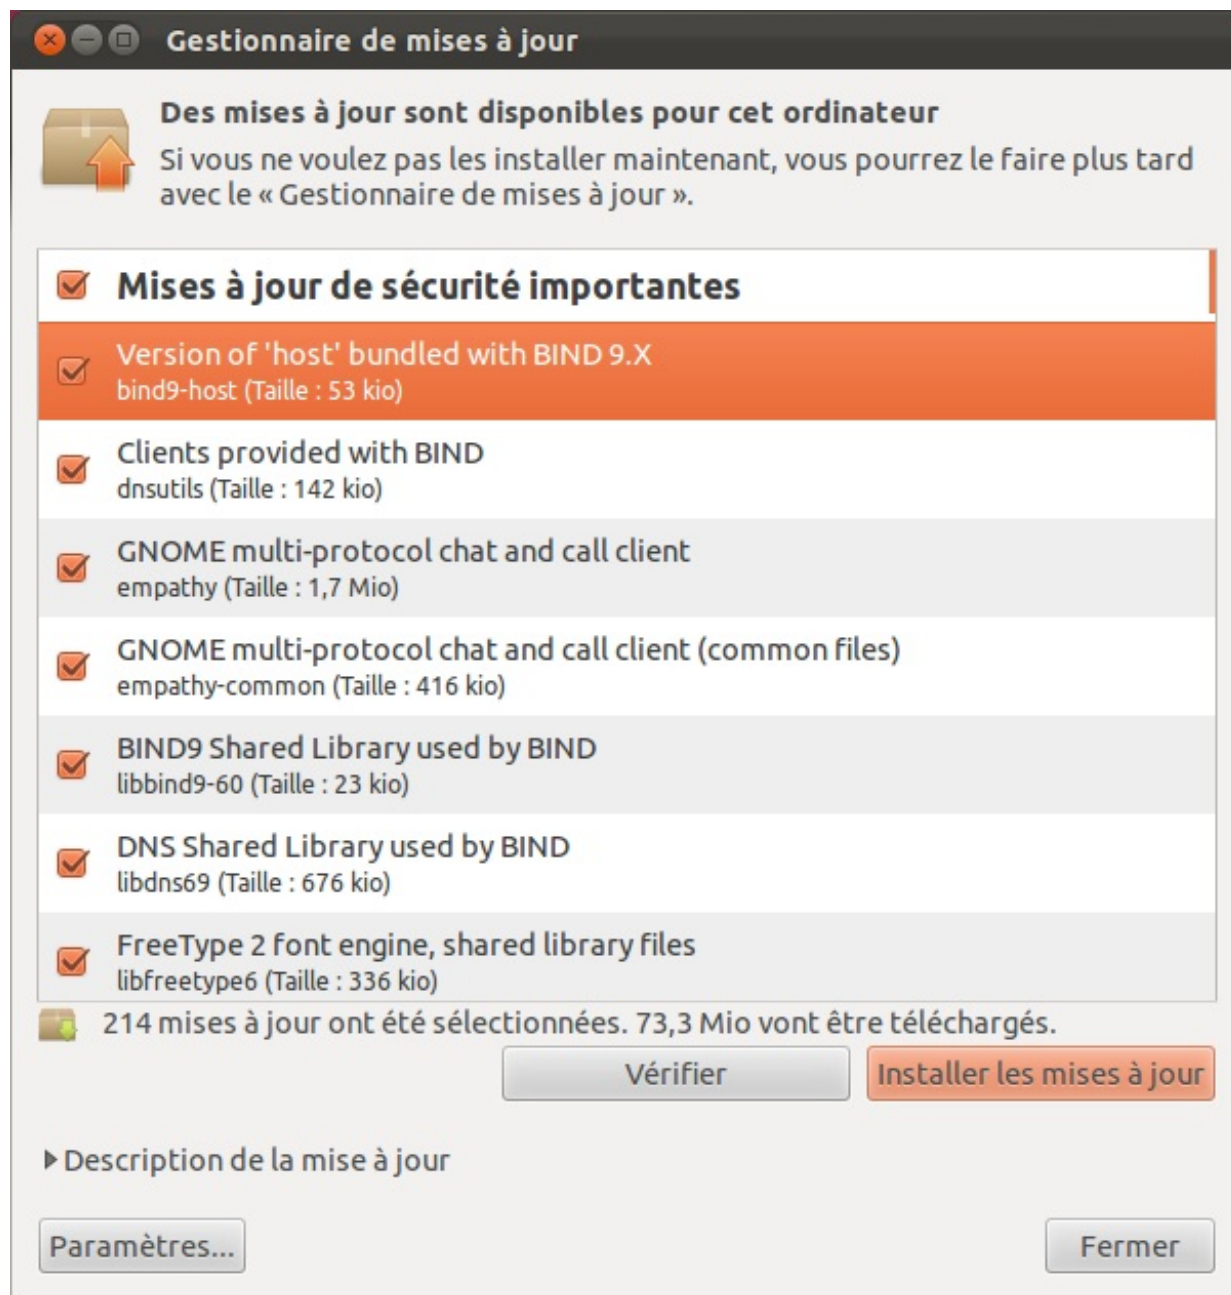 Gestionnaire de mises à jour
Des mises à jour sont disponibles pour cet ordinateur
Si vous ne voulez pas les installer maintenant, vous pourrez le faire plus tard
avec le « Gestionnaire de mises à jour ».
Mises à jour de sécurité importantes
Version of 'host' bundled with BIND 9.X
bind9-host (Taille : 53 kio)
Clients provided with BIND
dnsutils (Taille : 142 kio)
GNOME multi-protocol chat and call client
empathy (Taille : 1,7 Mio)
GNOME multi-protocol chat and call client (common files)
empathy-common (Taille : 416 kio)
BIND9 Shared Library used by BIND
libbind9-60 (Taille : 23 kio)
DNS Shared Library used by BIND
libdns69 (Taille : 676 kio)
FreeType 2 font engine, shared library files
libfreetype6 (Taille : 336 kio)
214 mises à jour ont été sélectionnées. 73,3 Mio vont être téléchargés.
Vérifier
Installer les mises à jour
Description de la mise à jour
Paramètres...
Fermer